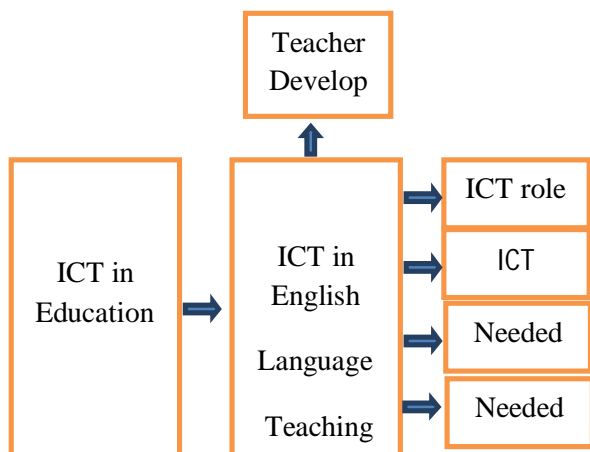 Teacher
Develop
ICT in
Education
ICT in
English
Language
Teaching
ICT role
ICT
Needed
Needed